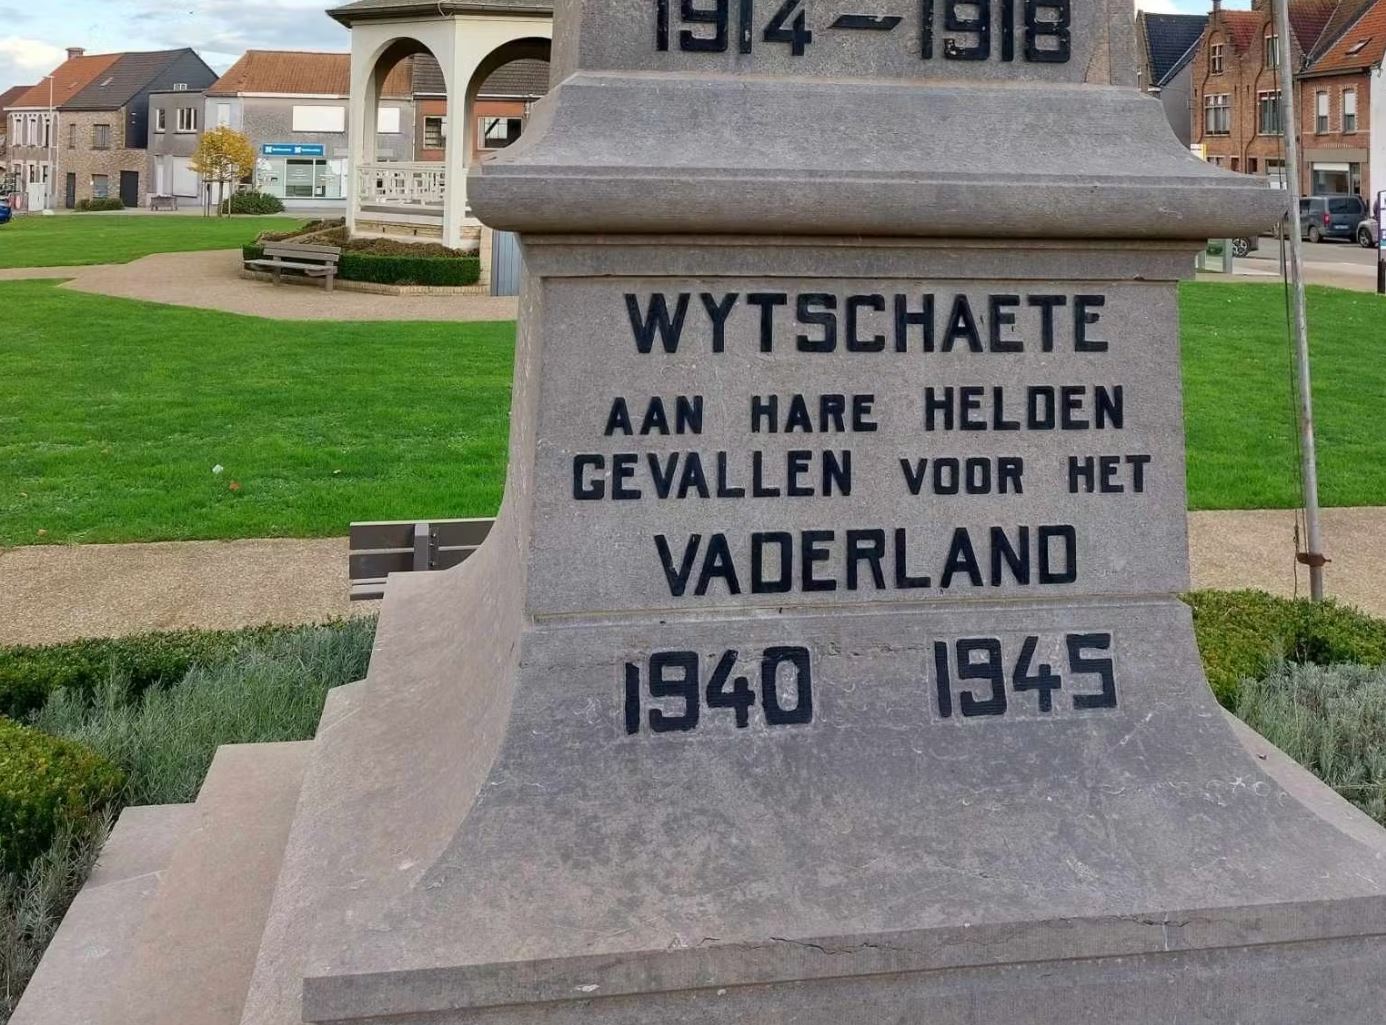 1914-1918
WYTSCHAETE
AAN HARE HELDEN
GEVALLEN VOOR HET
VADERLAND
1940 1945